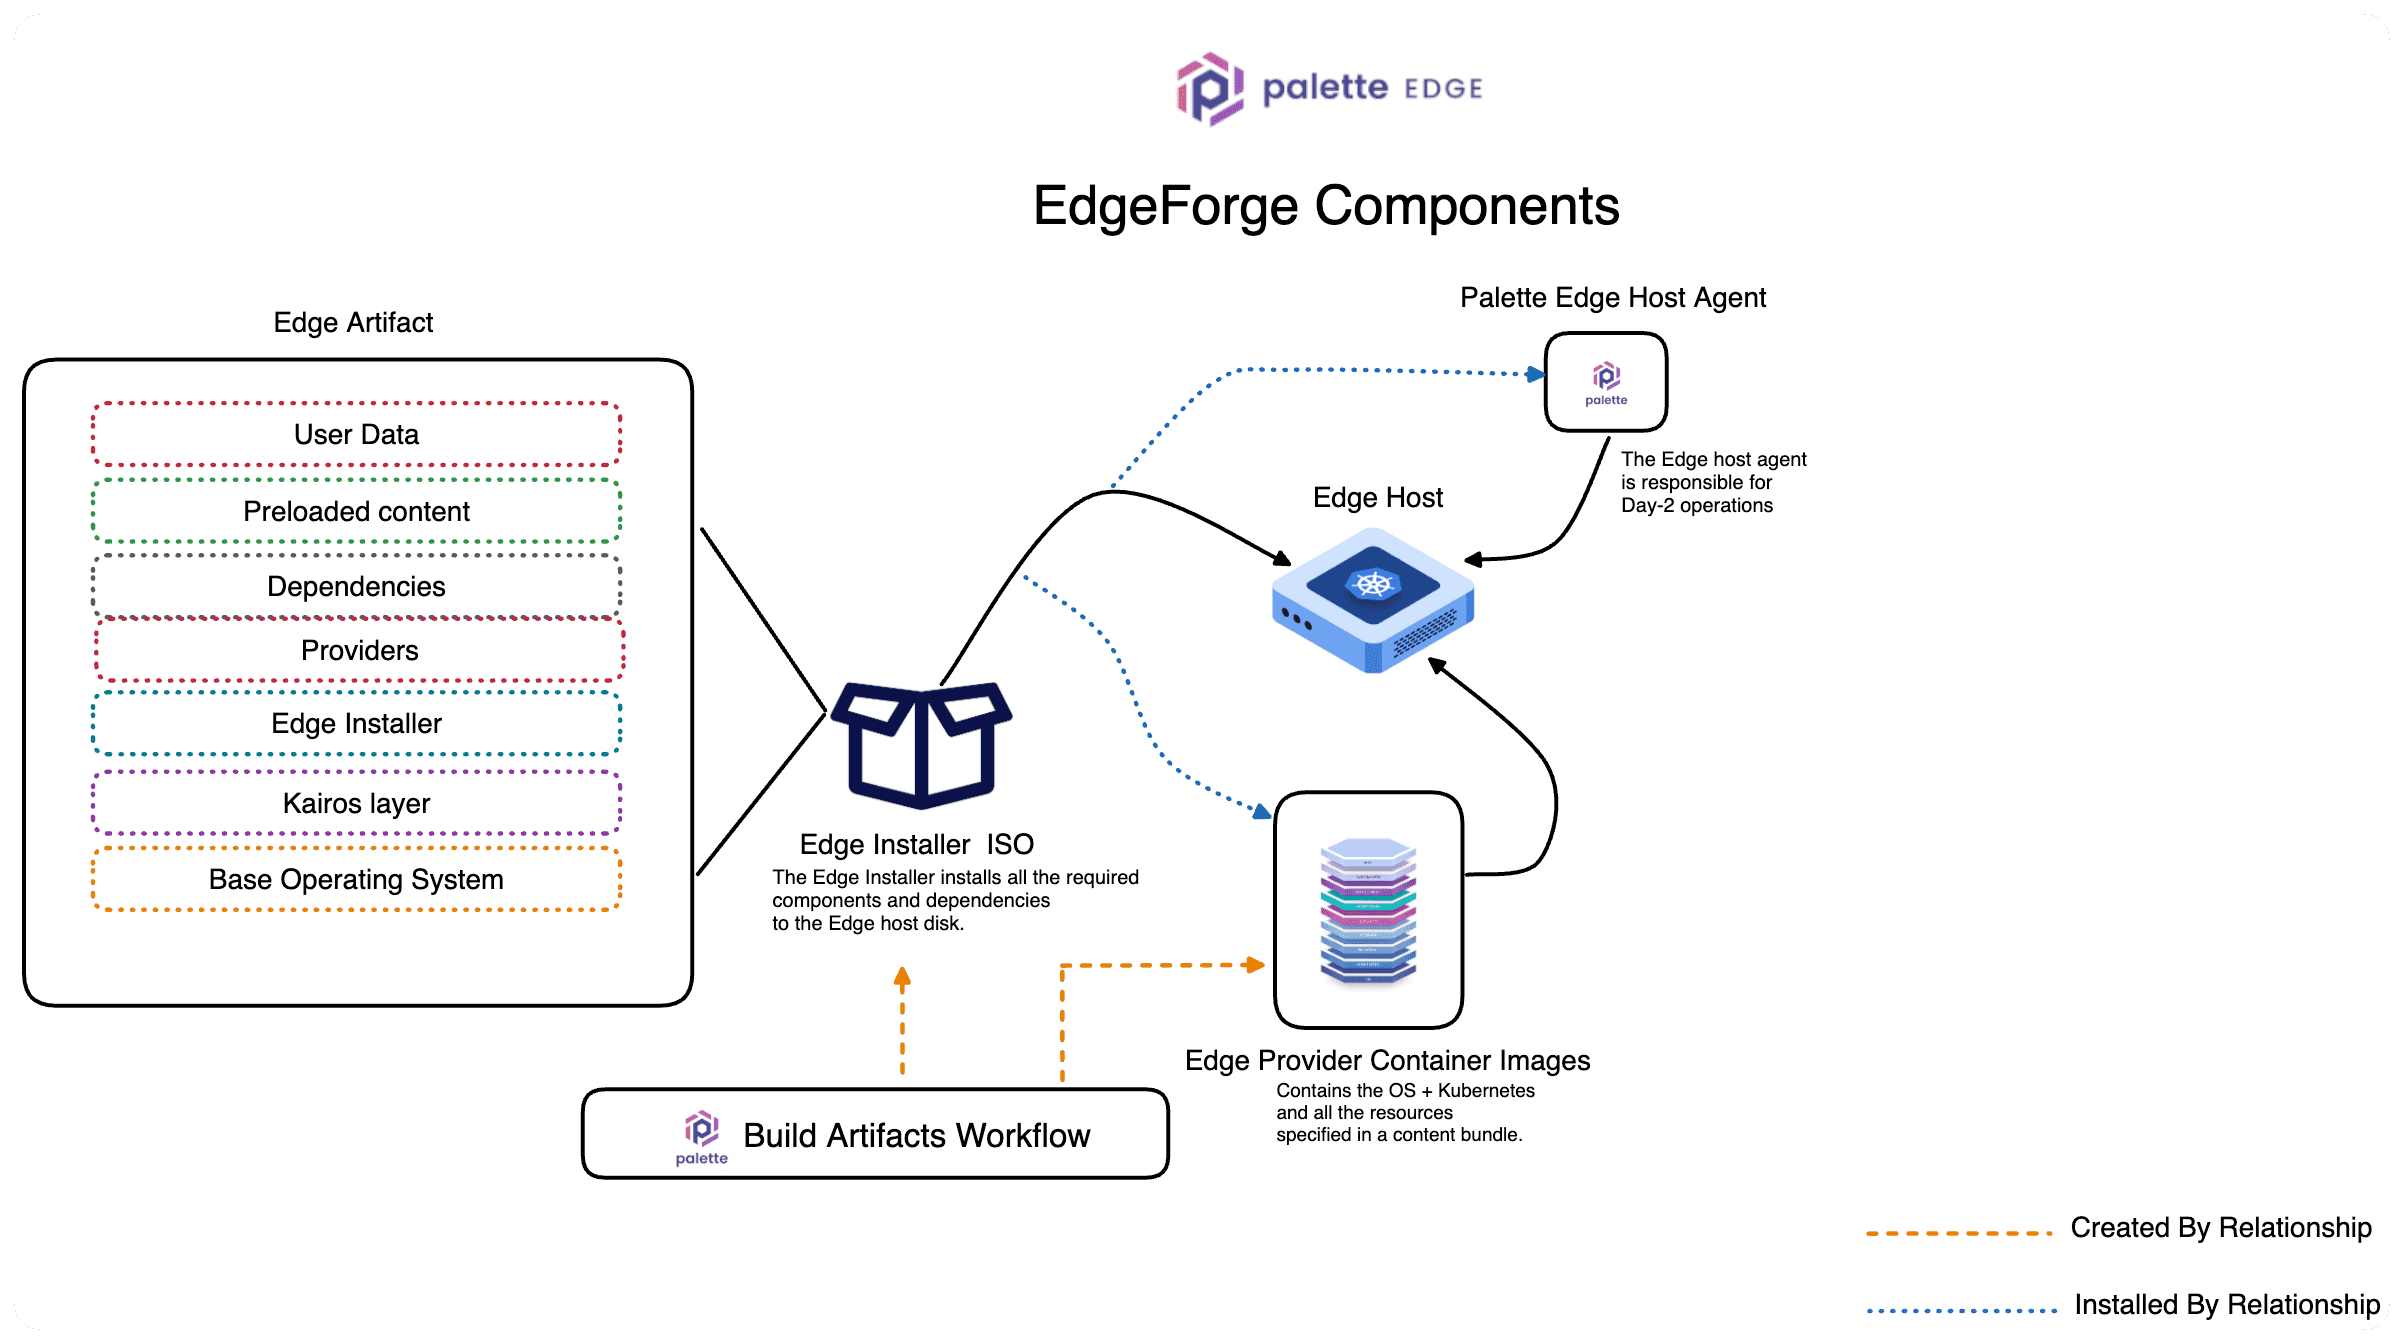 palette EDGE
EdgeForge Components
Edge Artifact
User Data
Preloaded content
Dependencies
Providers
Edge Installer
Kairos layer
Base Operating System
Edge Installer  ISO
The Edge Installer installs all the required
components and dependencies
to the Edge host disk.
Palette Edge Host Agent
palette
The Edge host agent
is responsible for
Day-2 operations
Edge Host
Edge Provider Container Images
Contains the OS + Kubernetes
and all the resources
specified in a content bundle.
palette
Build Artifacts Workflow
Created By Relationship
Installed By Relationship